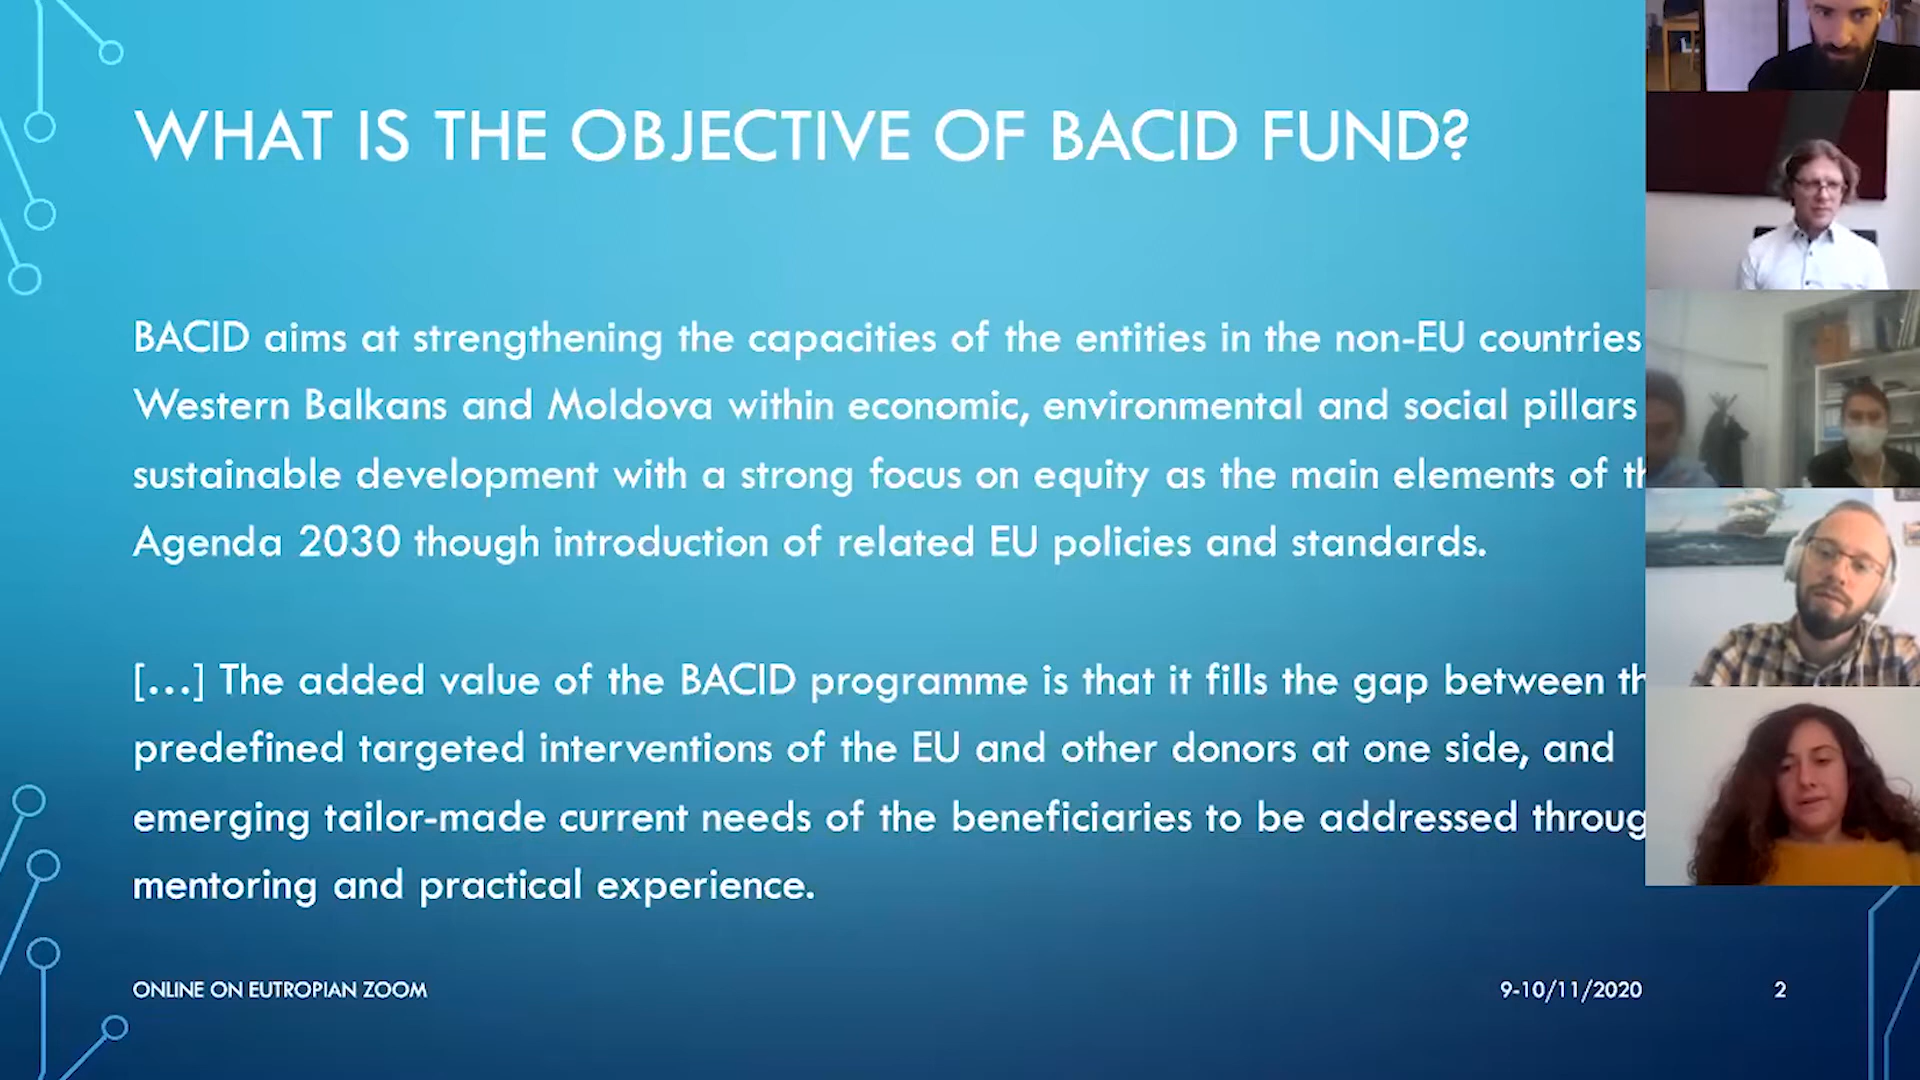 WHAT IS THE OBJECTIVE OF BACID FUND?
BACID aims at strengthening the capacities of the entities in the non-EU countries
Western Balkans and Moldova within economic, environmental and social pillars
sustainable development with a strong focus on equity as the main elements of
Agenda 2030 though introduction of related EU policies and standards.
[...] The added value of the BACID programme is that it fills the gap between
predefined targeted interventions of the EU and other donors at one side, and
emerging tailor-made current needs of the beneficiaries to be addressed
mentoring and practical experience.
ONLINE ON EUTROPIAN ZOOM
9-10/11/2020
2